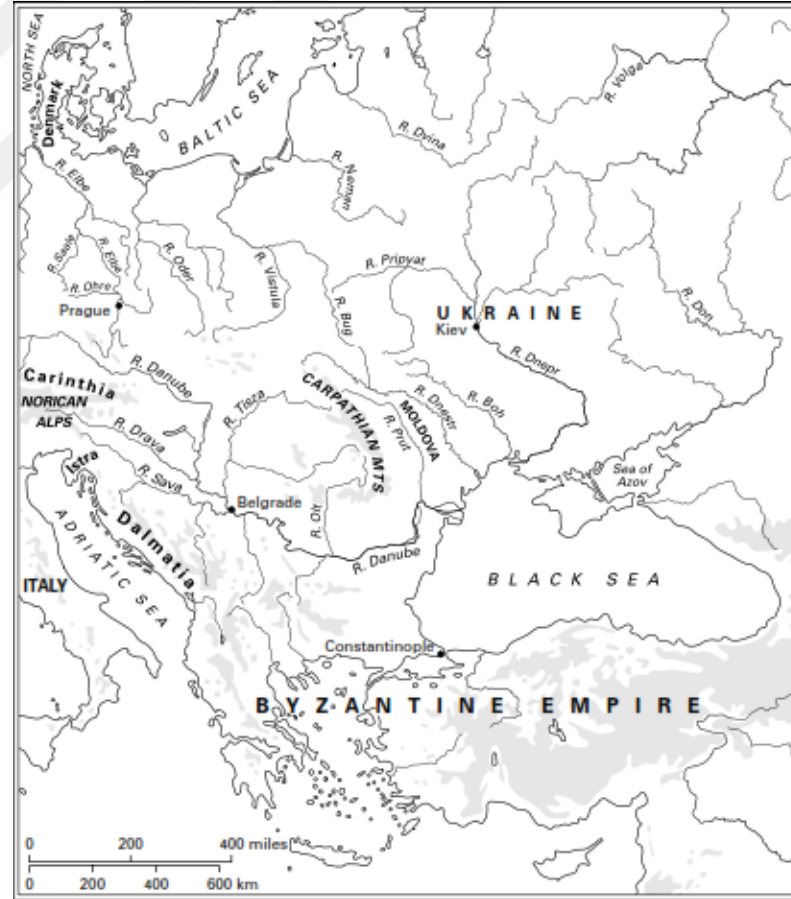 NORTH SEA
Denmark
BALTIC SEA
R. Volga
R. Dvina
R. Neman
R. Elbe
R. Saale
R. Elbe
R. Oder
R. Vistula
R. Ohre
Prague
R. Pripyat
R. Bug
UKRAINE
Kiev
R. Don
R. Dnepr
Carinthia
R. Danube
NORICAN
ALPS
R. Tisza
CARPATHIAN MTS
MOLDOVA
R. Dnestr
R. Boh
R. Prut
R. Drava
Istra
R. Sava
Sea of
Azov
Belgrade
R. Olt
Dalmatia
ADRIATIC SEA
R. Danube
ITALY
BLACK SEA
Constantinople
BYZANTINE EMPIRE
0 200 400 miles
0 200 400 600 km